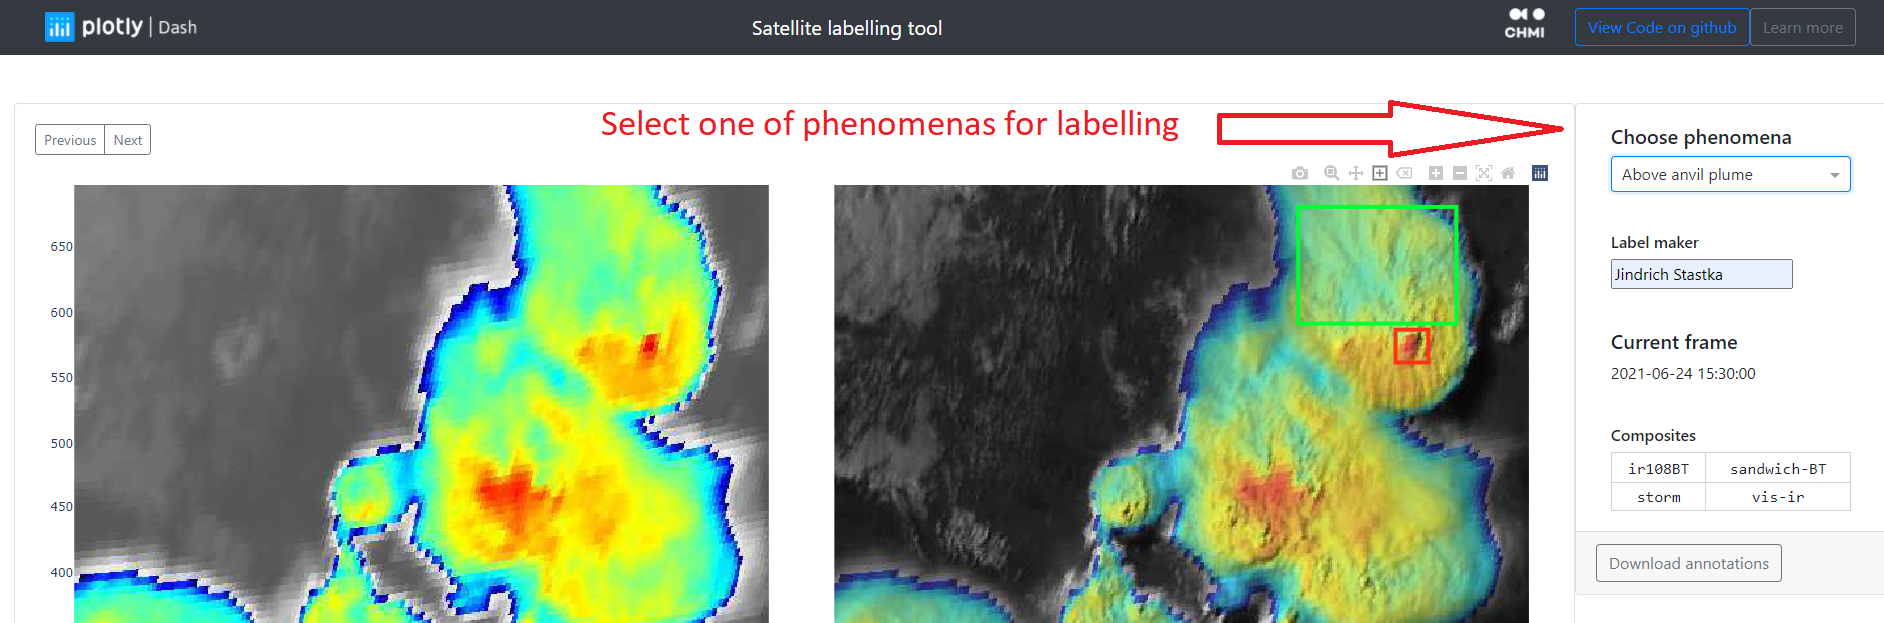 plotly | Dash
Satellite labelling tool
CHMI
View Code on github
Learn more
Select one of phenomenas for labelling
Previous
Next
Choose phenomena
Above anvil plume
Label maker
Jindrich Stastka
Current frame
2021-06-24 15:30:00
Composites
ir108BT
sandwich-BT
storm
vis-ir
Download annotations
650
600
550
500
450
400